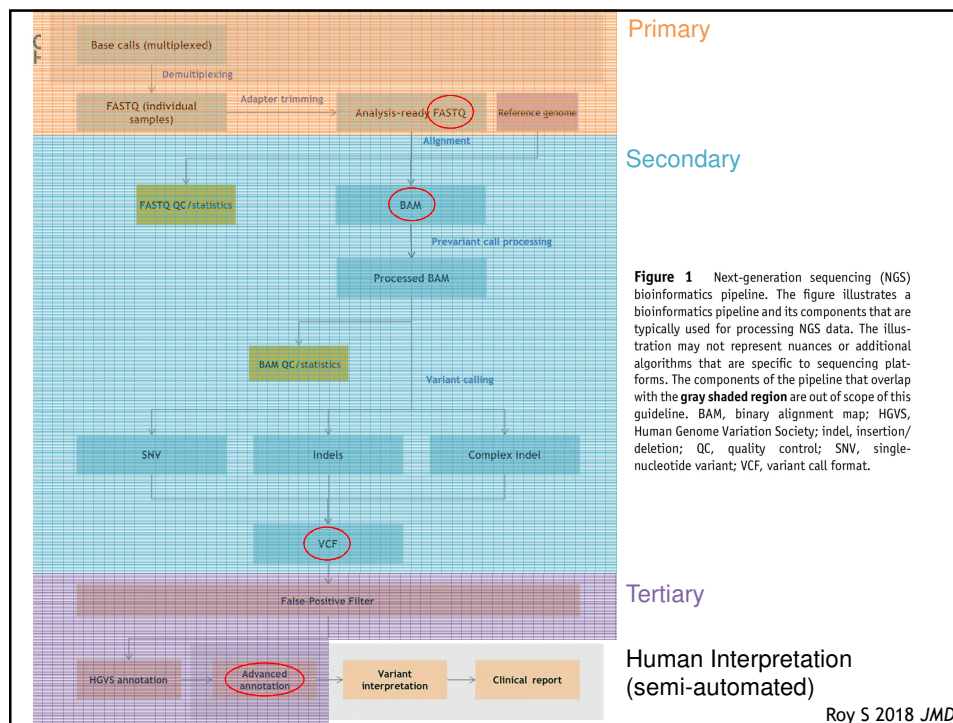 Primary
Base calls (multiplexed)
Demultiplexing
FASTQ (individual
samples)
Adapter trimming
Analysis-ready FASTQ
Reference genome
Alignment
Secondary
FASTQ QC/statistics
BAM
Prevariant call processing
Processed BAM
BAM QC/statistics
Variant calling
SNV
Indels
Complex indel
VCF
Figure 1 Next-generation sequencing (NGS)
bioinformatics pipeline. The figure illustrates a
bioinformatics pipeline and its components that are
typically used for processing NGS data. The illus-
tration may not represent nuances or additional
algorithms that are specific to sequencing plat-
forms. The components of the pipeline that overlap
with the gray shaded region are out of scope of this
guideline. BAM, binary alignment map; HGVS,
Human Genome Variation Society; indel, insertion/
deletion; QC, quality control; SNV, single-
nucleotide variant; VCF, variant call format.
Tertiary
False-Positive Filter
HGVS annotation
Advanced
annotation
Variant
interpretation
Clinical report
Human Interpretation
(semi-automated)
Roy S 2018 JMD